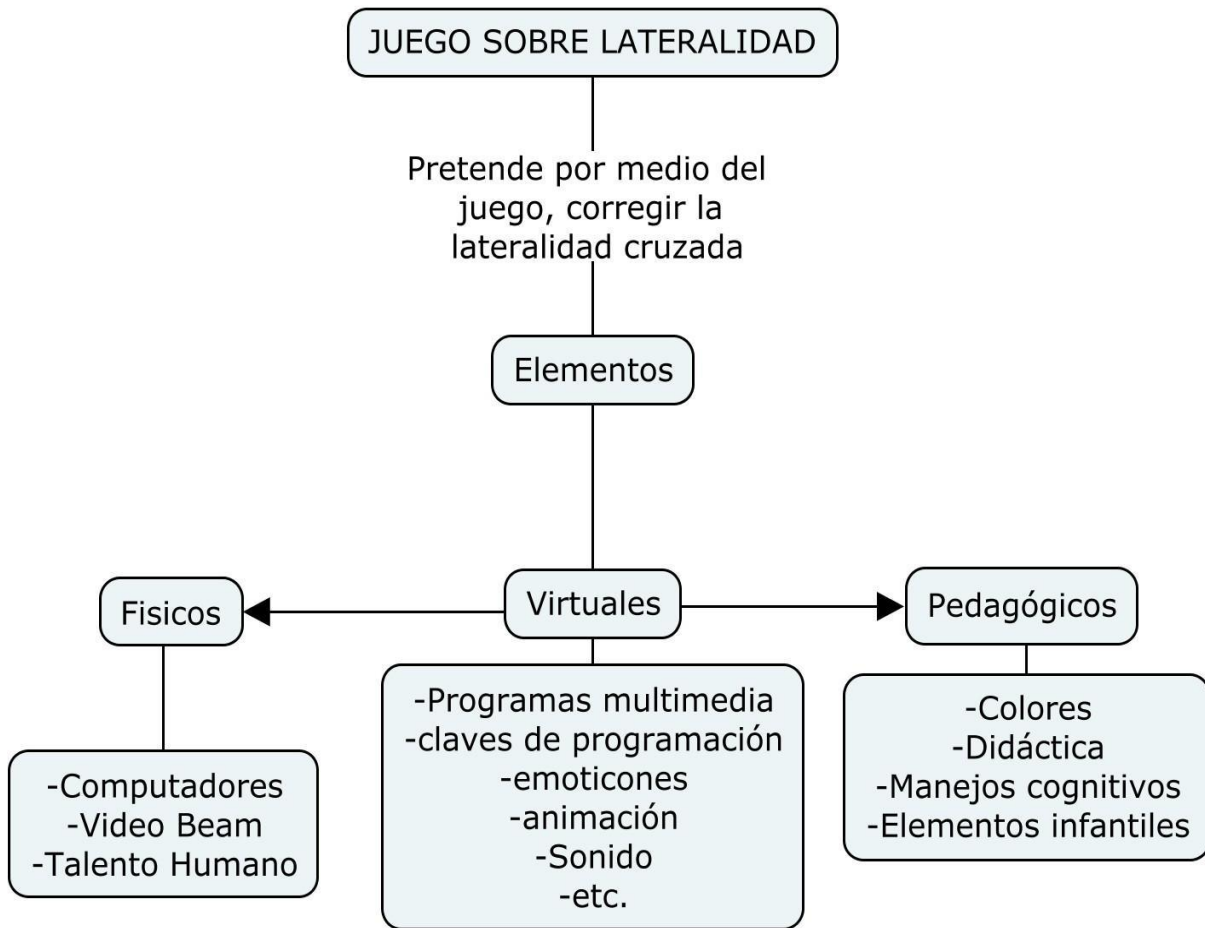 JUEGO SOBRE LATERALIDAD
Pretende por medio del
juego, corregir la
lateralidad cruzada
Elementos
Fisicos
Virtuales
Pedagógicos
-Computadores
-Video Beam
-Talento Humano
-Programas multimedia
-claves de programación
-emoticones
-animación
-Sonido
-etc.
-Colores
-Didáctica
-Manejos cognitivos
-Elementos infantiles